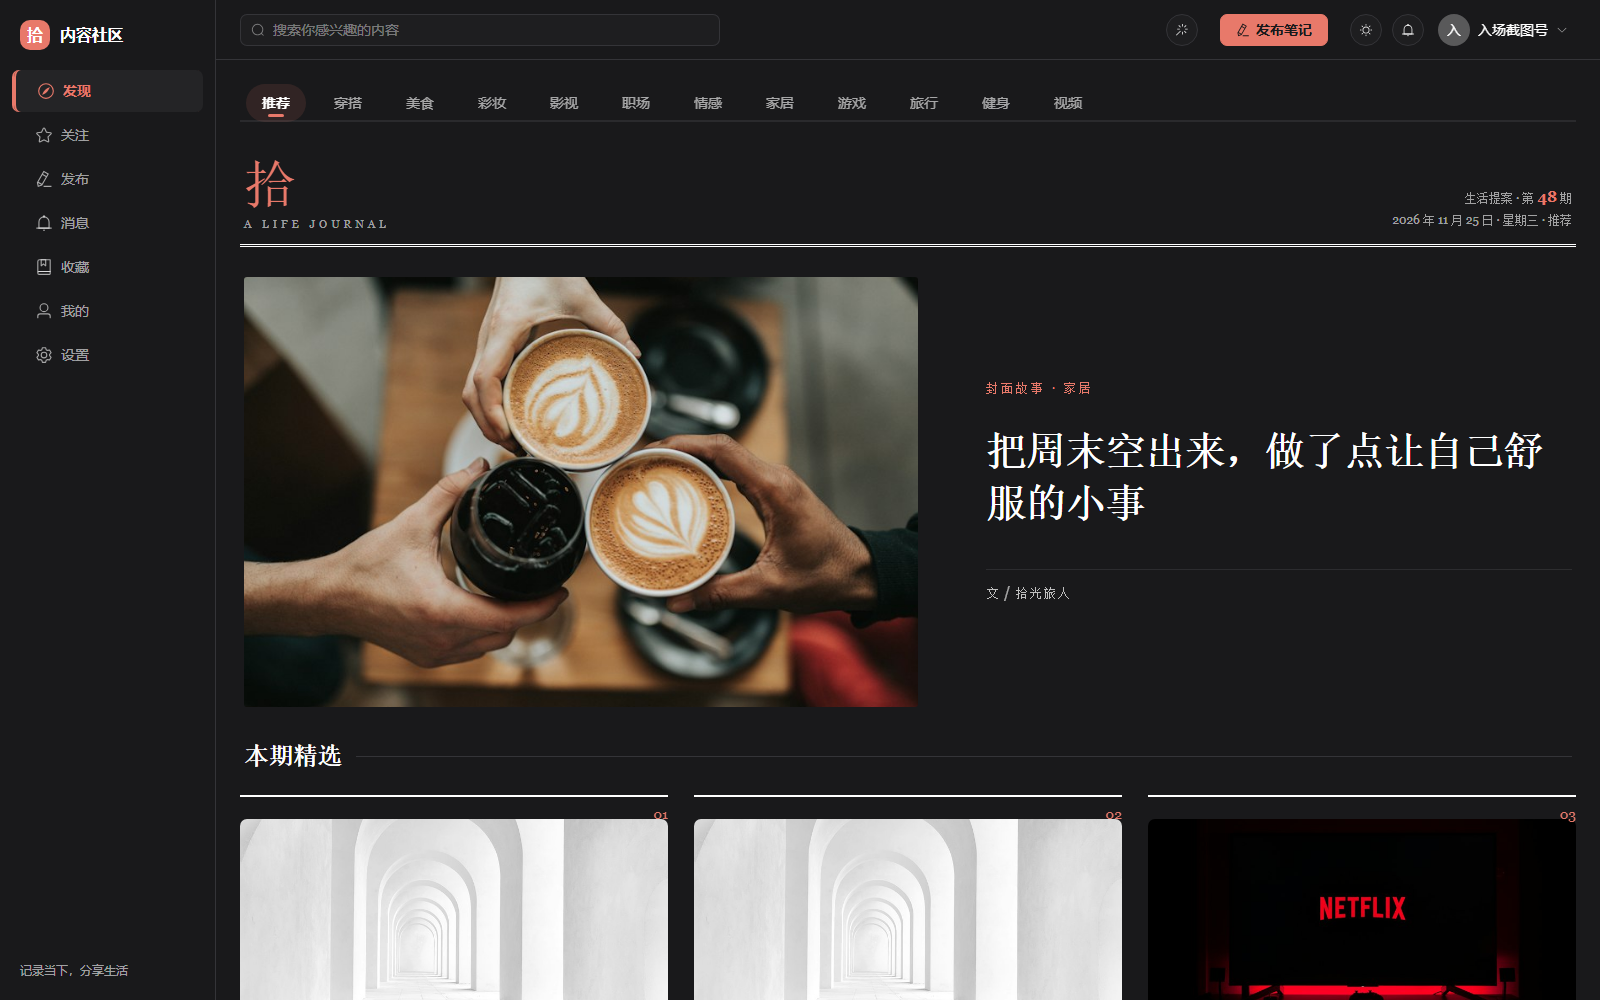 拾 内容社区
搜索你感兴趣的内容
发布笔记
入 入场截图号
发现
关注
发布
消息
收藏
我的
设置
记录当下，分享生活
推荐 穿搭 美食 彩妆 影视 职场 情感 家居 游戏 旅行 健身 视频
拾
A LIFE JOURNAL
生活提案 · 第 48 期
2026 年 11 月 25 日 · 星期三 · 推荐
封面故事 · 家居
把周末空出来，做了点让自己舒
服的小事
文 / 拾光旅人
本期精选
01
02
03
NETFLIX